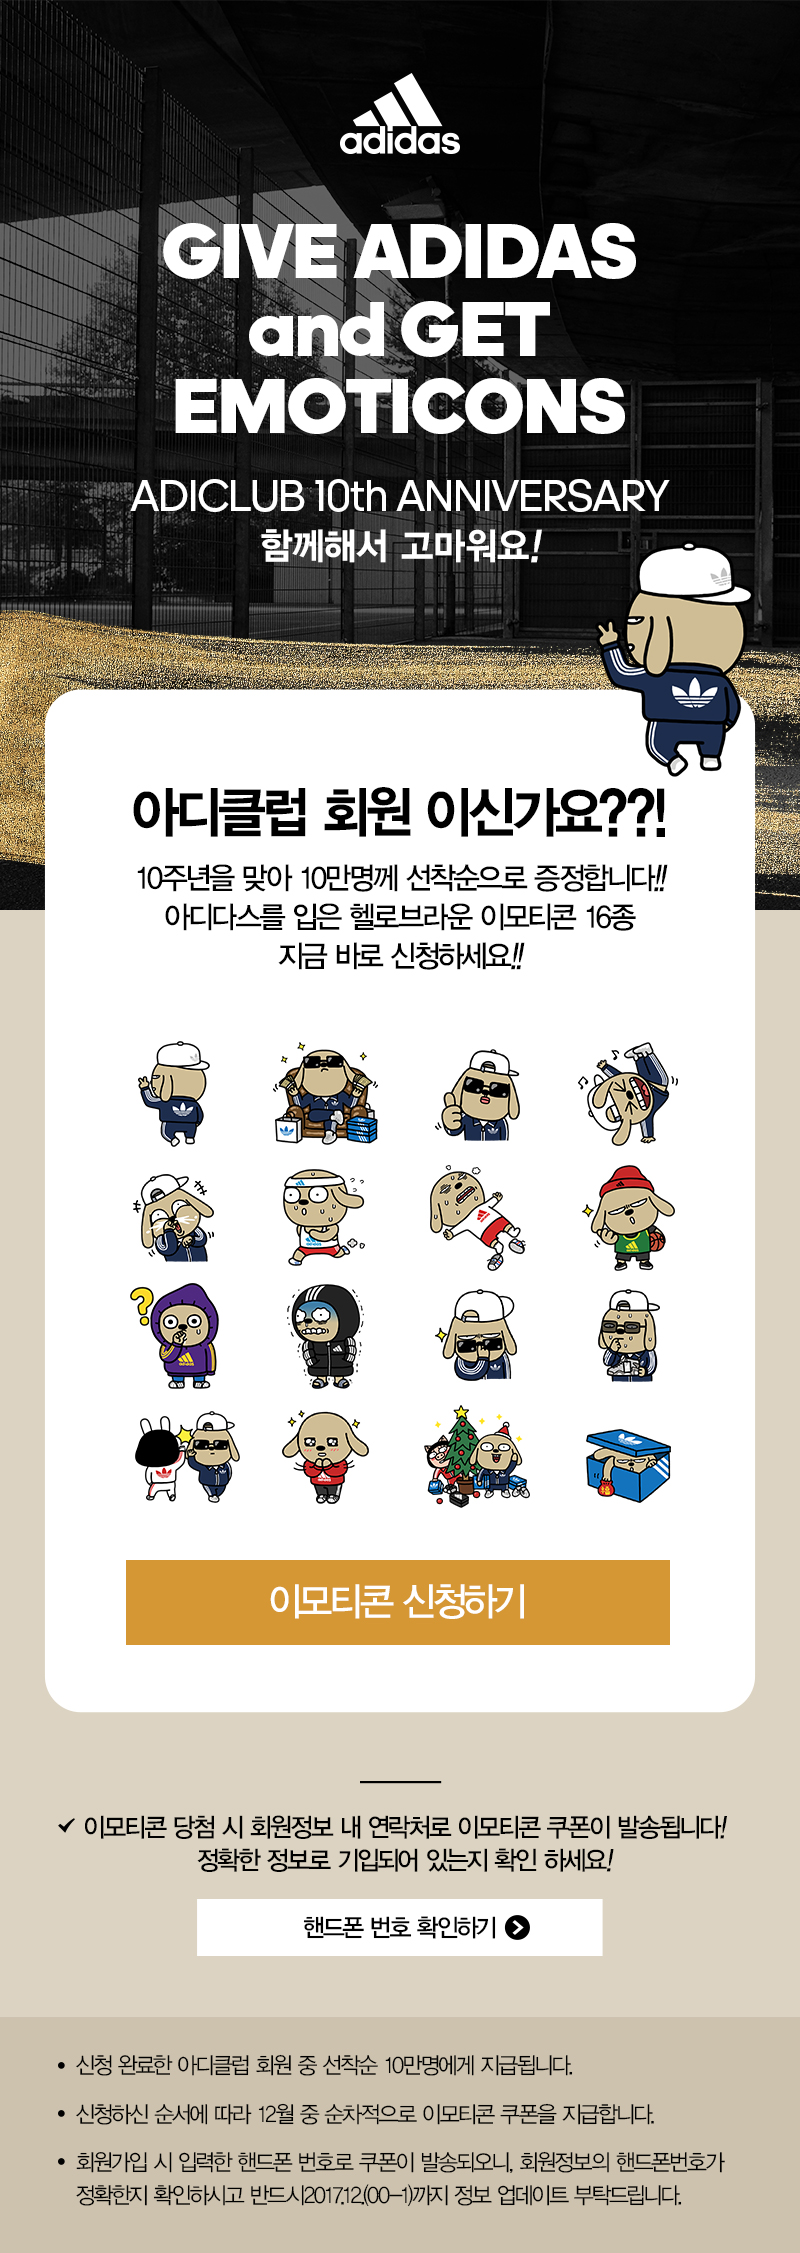 adidas
GIVE ADIDAS
and GET
EMOTICONS
ADICLUB 10th ANNIVERSARY
함께해서 고마워요!
아디클럽 회원 이신가요??!
10주년을 맞아 10만명께 선착순으로 증정합니다!!
아디다스를 입은 헬로브라운 이모티콘 16종
지금 바로 신청하세요!!
이모티콘 신청하기
✓ 이모티콘 당첨 시 회원정보 내 연락처로 이모티콘 쿠폰이 발송됩니다!
정확한 정보로 기입되어 있는지 확인 하세요!
핸드폰 번호 확인하기
• 신청 완료한 아디클럽 회원 중 선착순 10만명에게 지급됩니다.
• 신청하신 순서에 따라 12월 중 순차적으로 이모티콘 쿠폰을 지급합니다.
• 회원가입 시 입력한 핸드폰 번호로 쿠폰이 발송되오니, 회원정보의 핸드폰번호가
정확한지 확인하시고 반드시2017.12.(00-1)까지 정보 업데이트 부탁드립니다.